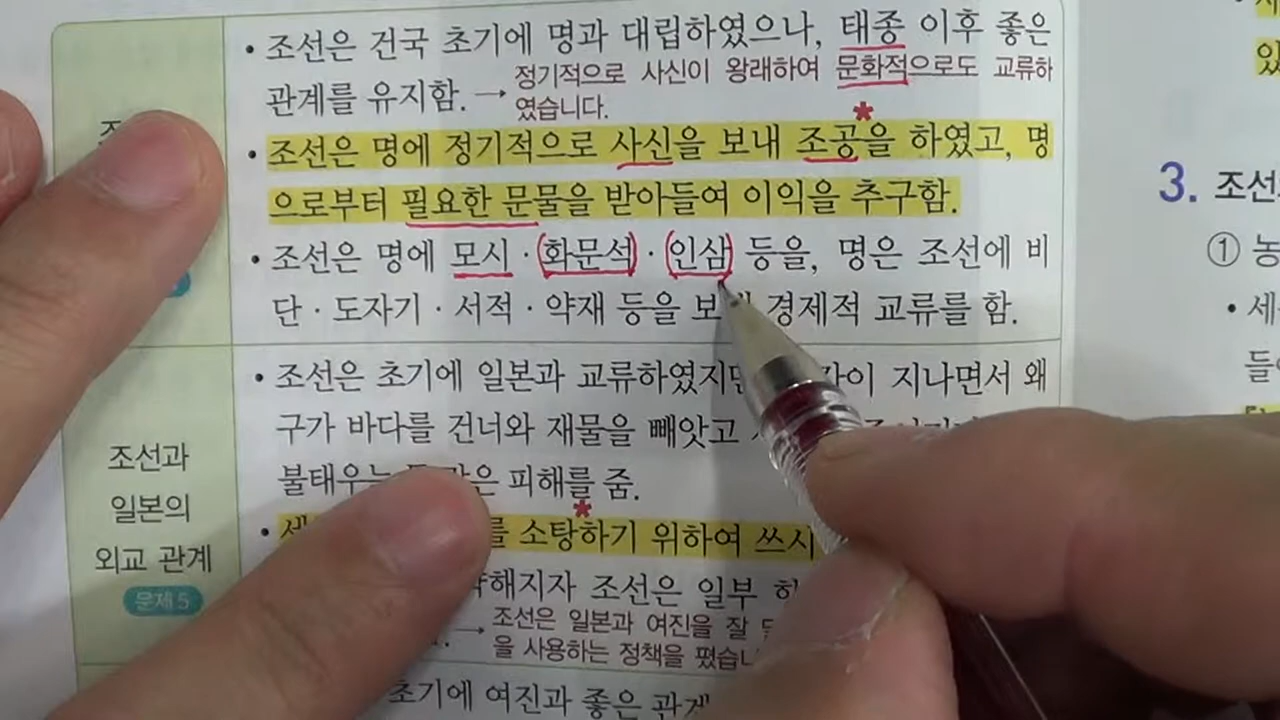 • 조선은 건국 초기에 명과 대립하였으나, 태종 이후 좋은
관계를 유지함. → 정기적으로 사신이 왕래하여 문화적으로도 교류하
였습니다.
*
• 조선은 명에 정기적으로 사신을 보내 조공을 하였고, 명
으로부터 필요한 문물을 받아들여 이익을 추구함.
• 조선은 명에 모시 · (화문석) · (인삼) 등을, 명은 조선에 비
단 · 도자기 · 서적 · 약재 등을 경제적 교류를 함.
조선과
일본의
외교 관계
문제 5
• 조선은 초기에 일본과 교류하였지만 지나면서 왜
구가 바다를 건너와 재물을 빼앗고
불태우는 피해를 줌.
*
• 소탕하기 위하여 쓰시
조선은 일부
→ 조선은 일본과 여진을 잘
을 사용하는 정책을 폈습니
초기에 여진과 좋은 관계
3. 조선
① 농
• 세